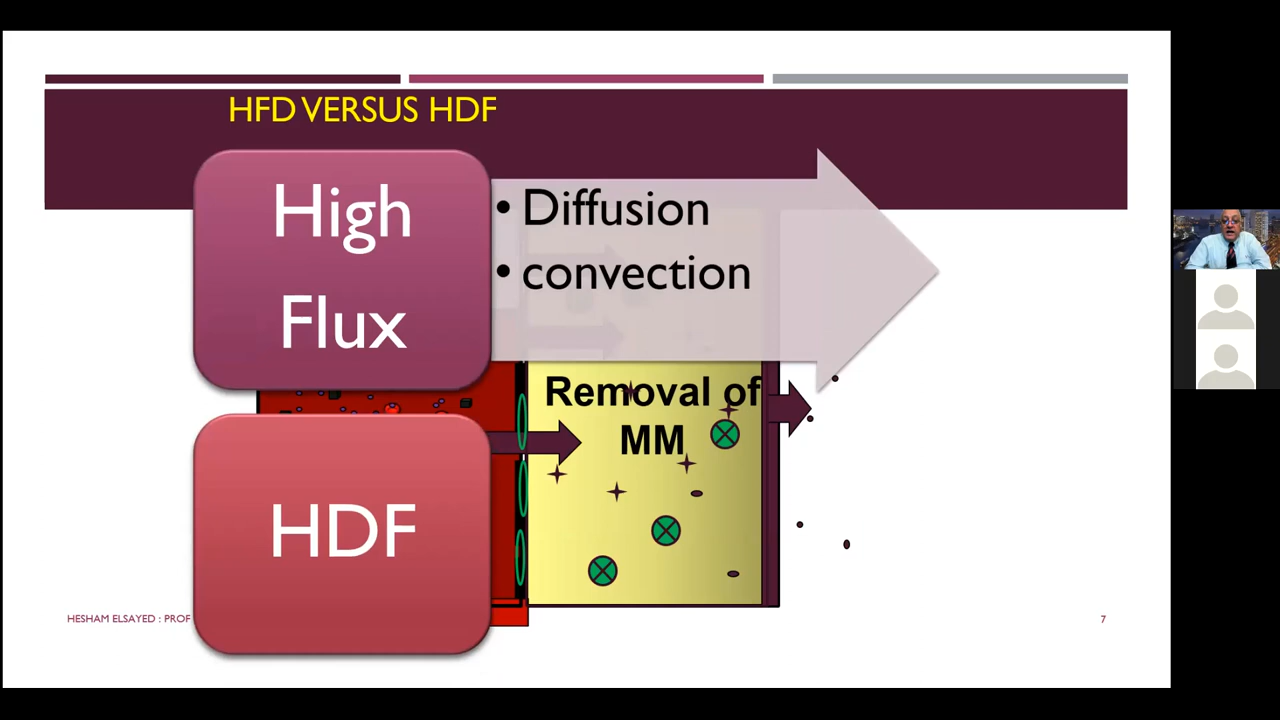 HFD VERSUS HDF
High
Flux
• Diffusion
• convection
Removal of
MM
HDF
HESHAM ELSAYED : PROF
7